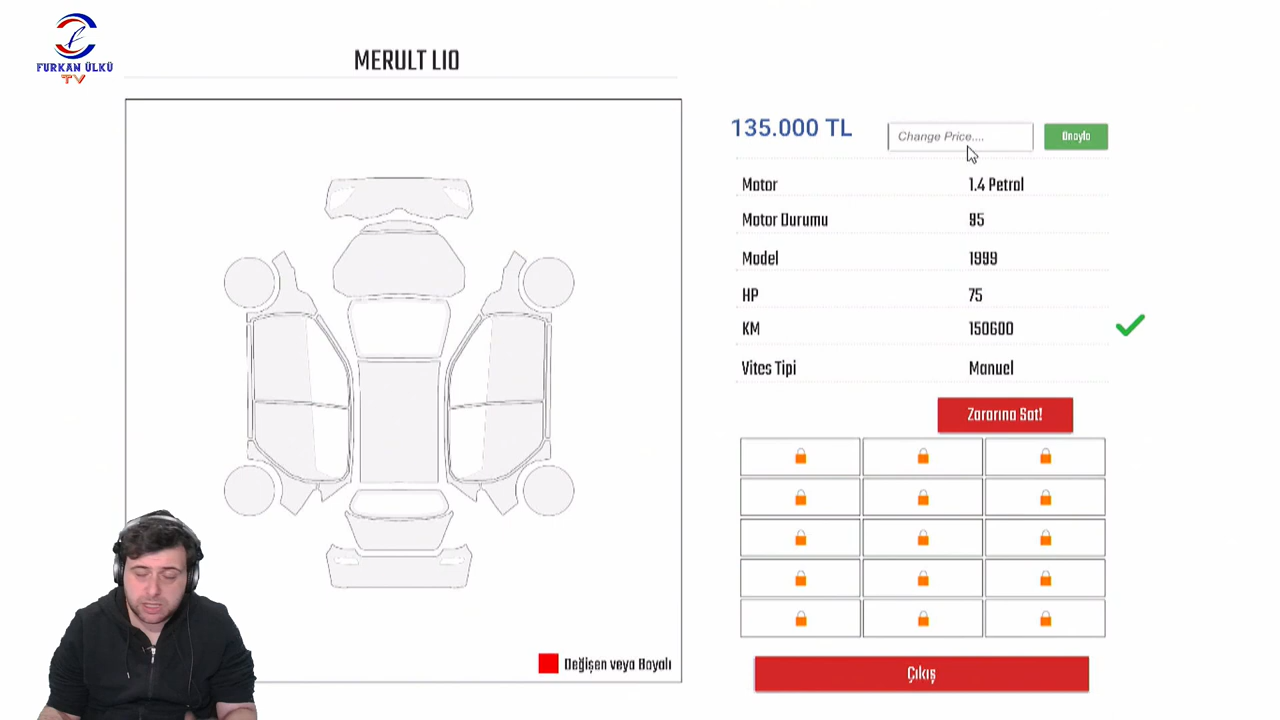 FURKAN ÜLKÜ
TV
MERULT LIO
135.000 TL
Change Price....
Onayla
Motor 1.4 Petrol
Motor Durumu 95
Model 1999
HP 75
KM 150600
Vites Tipi Manuel
Zararına Sat!
Değişen veya Boyalı
Çıkış